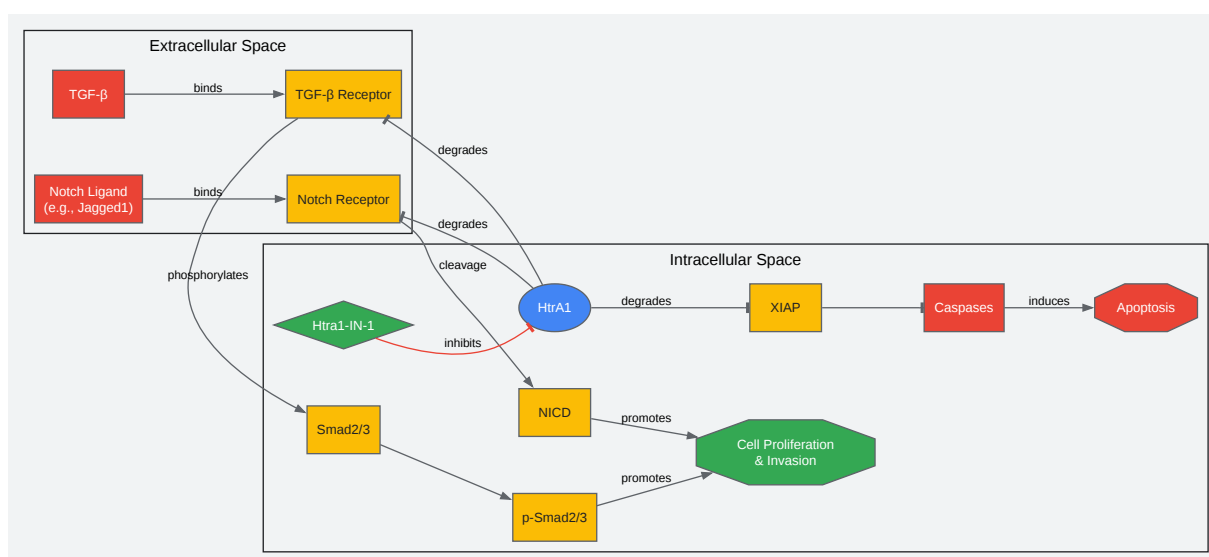 Extracellular Space
TGF-β
binds
TGF-β Receptor
degrades
Notch Ligand
(e.g., Jagged1)
binds
Notch Receptor
degrades
cleavage
phosphorylates
Intracellular Space
Htra1-IN-1
inhibits
HtrA1
degrades
XIAP
Caspases
induces
Apoptosis
NICD
promotes
Smad2/3
Cell Proliferation
& Invasion
promotes
p-Smad2/3